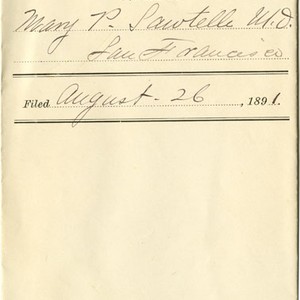 Mary P. Sawtelle M.D.
San Francisco
Filed August - 26, 1891.